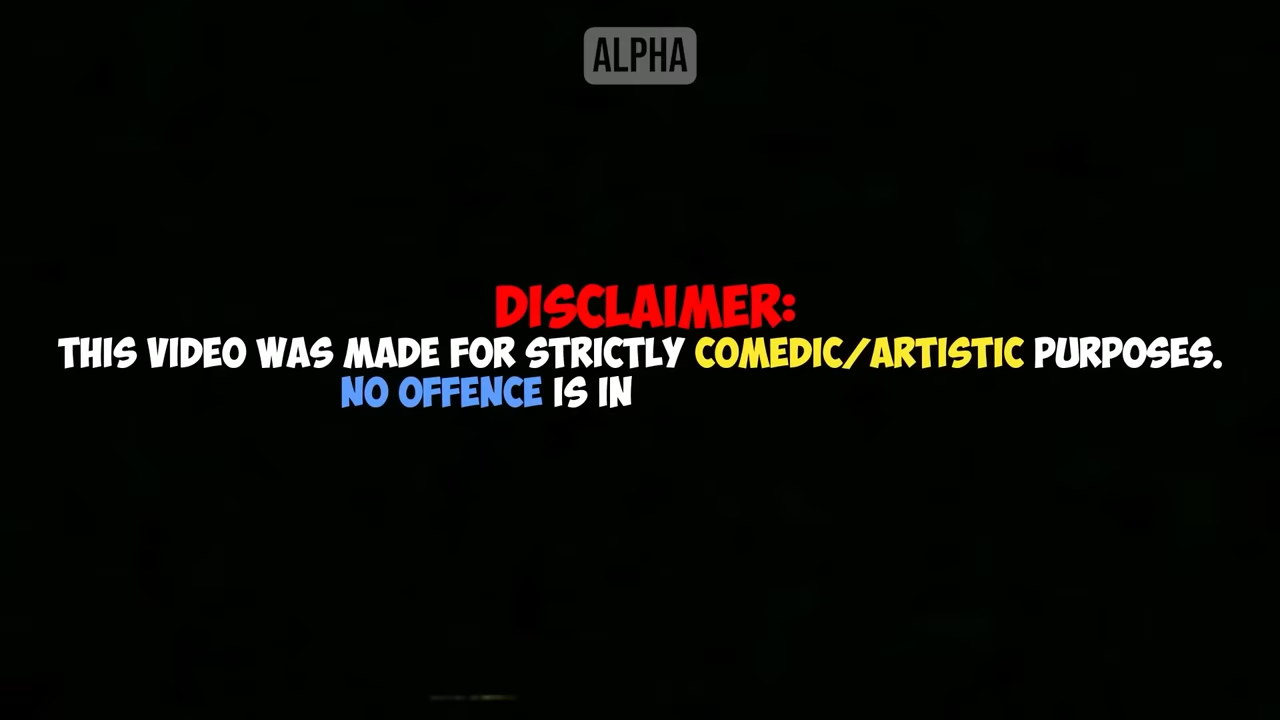 ALPHA
DISCLAIMER:
THIS VIDEO WAS MADE FOR STRICTLY COMEDIC/ARTISTIC PURPOSES.
NO OFFENCE IS IN